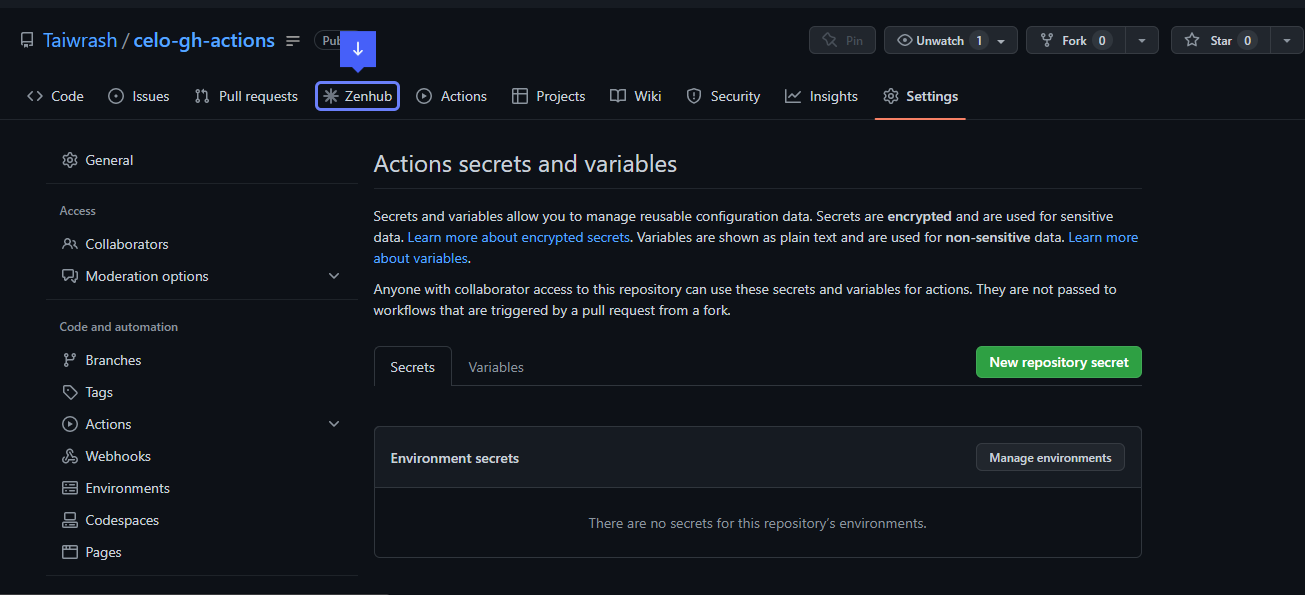 Taiwrash / celo-gh-actions
Pin
Unwatch 1
Fork 0
Star 0
Code
Issues
Pull requests
Zenhub
Actions
Projects
Wiki
Security
Insights
Settings
General
Access
Collaborators
Moderation options
Code and automation
Branches
Tags
Actions
Webhooks
Environments
Codespaces
Pages
Actions secrets and variables
Secrets and variables allow you to manage reusable configuration data. Secrets are encrypted and are used for sensitive
data. Learn more about encrypted secrets. Variables are shown as plain text and are used for non-sensitive data. Learn more
about variables.
Anyone with collaborator access to this repository can use these secrets and variables for actions. They are not passed to
workflows that are triggered by a pull request from a fork.
Secrets
Variables
New repository secret
Environment secrets
Manage environments
There are no secrets for this repository's environments.